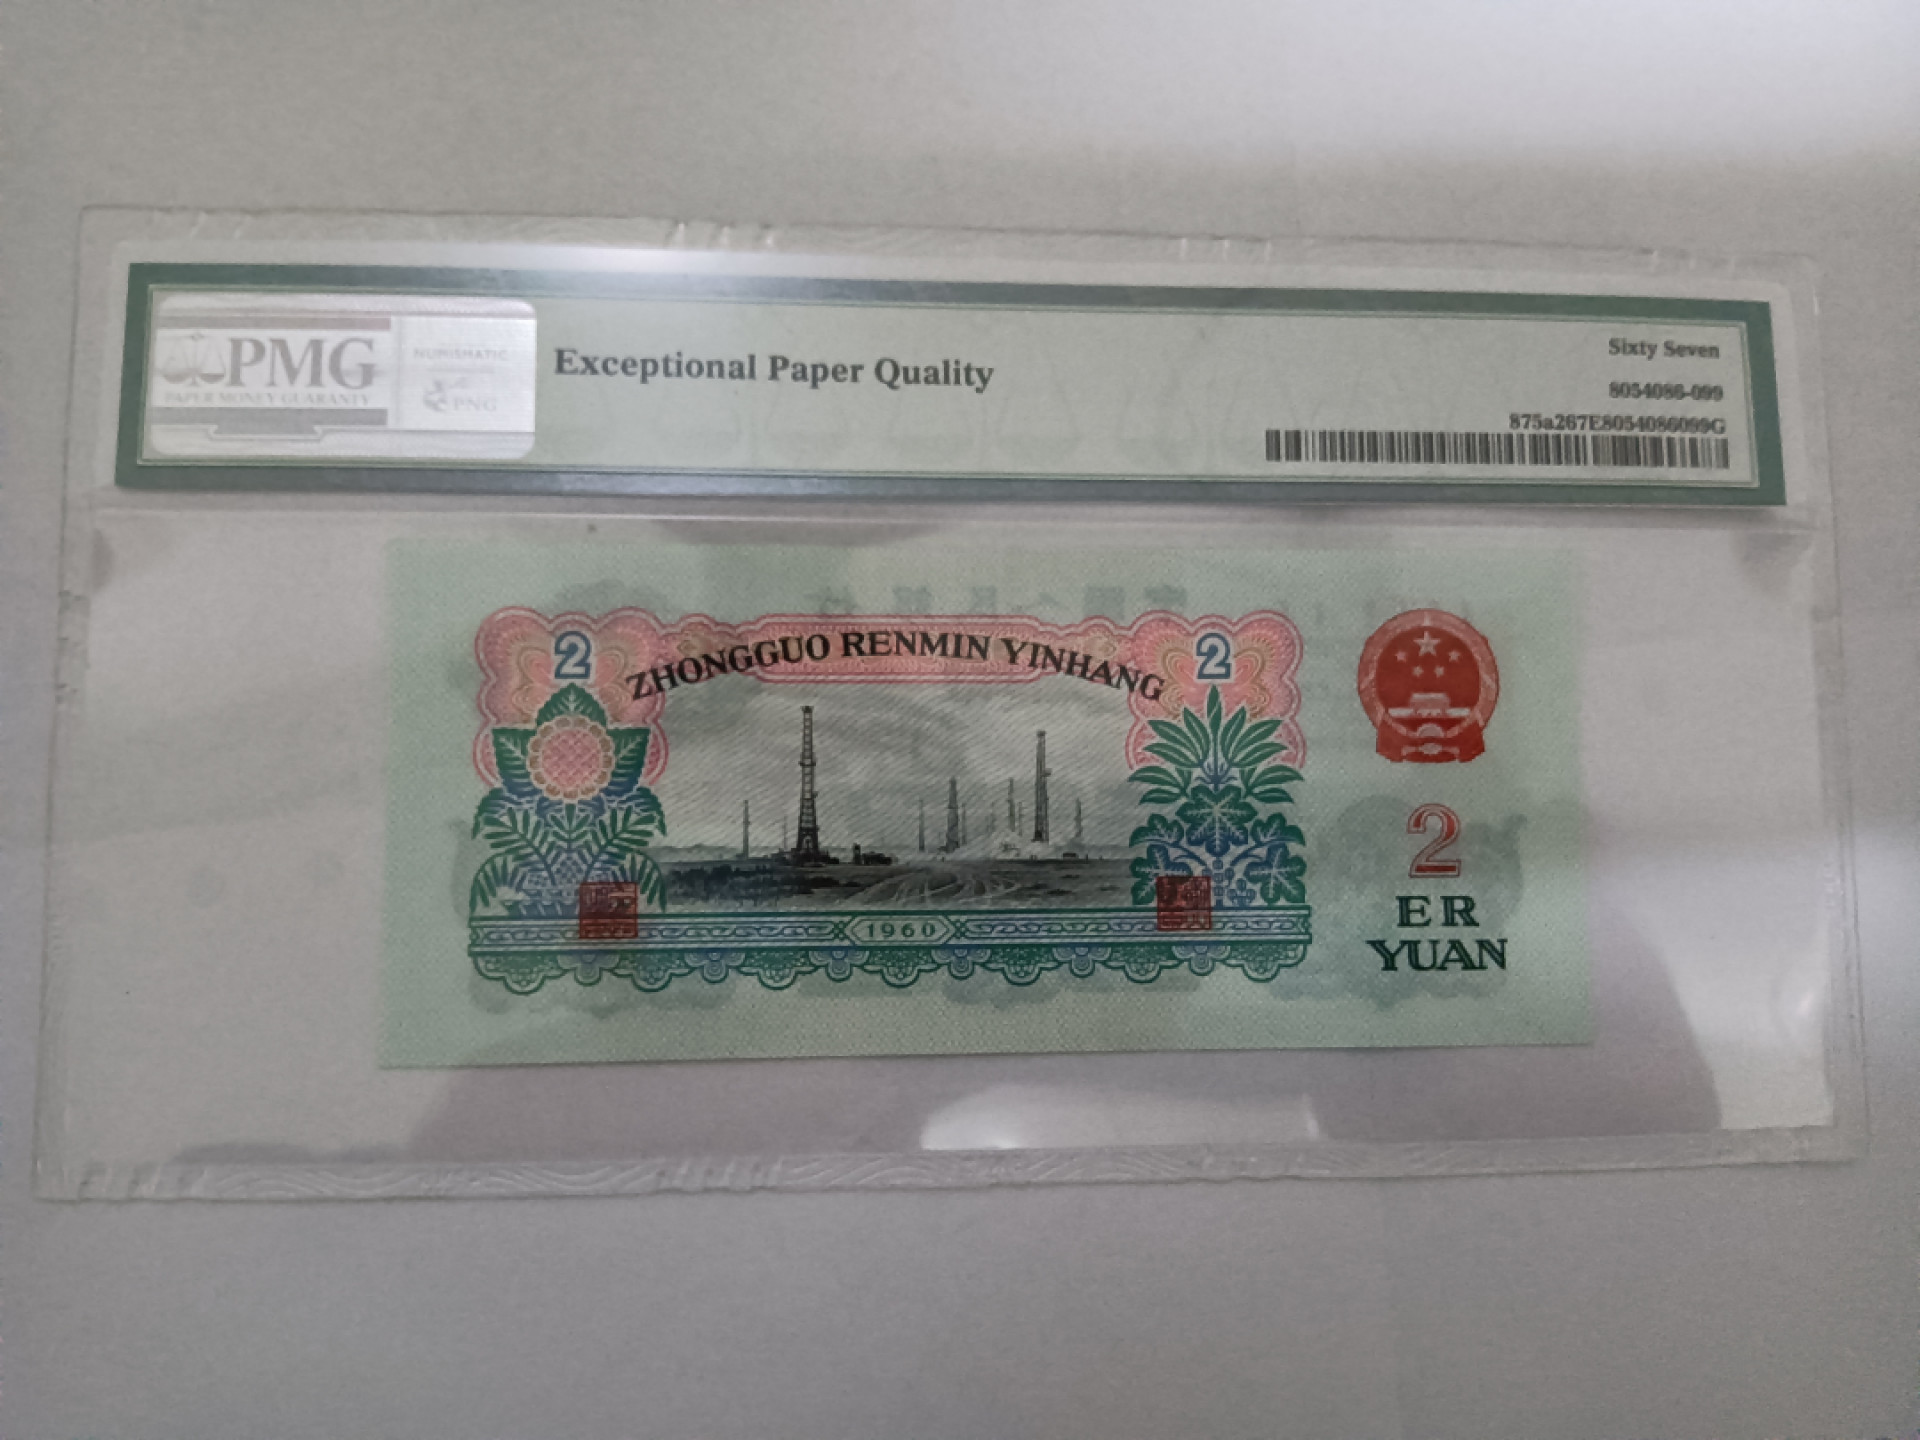 PMG
PAPER MONEY GUARANTY
NUMISMATIC
PNG
Exceptional Paper Quality
Sixty Seven
8054086-099
875a267E8054086099G
2
ZHONGGUO RENMIN YINHANG
2
1960
2
ER
YUAN